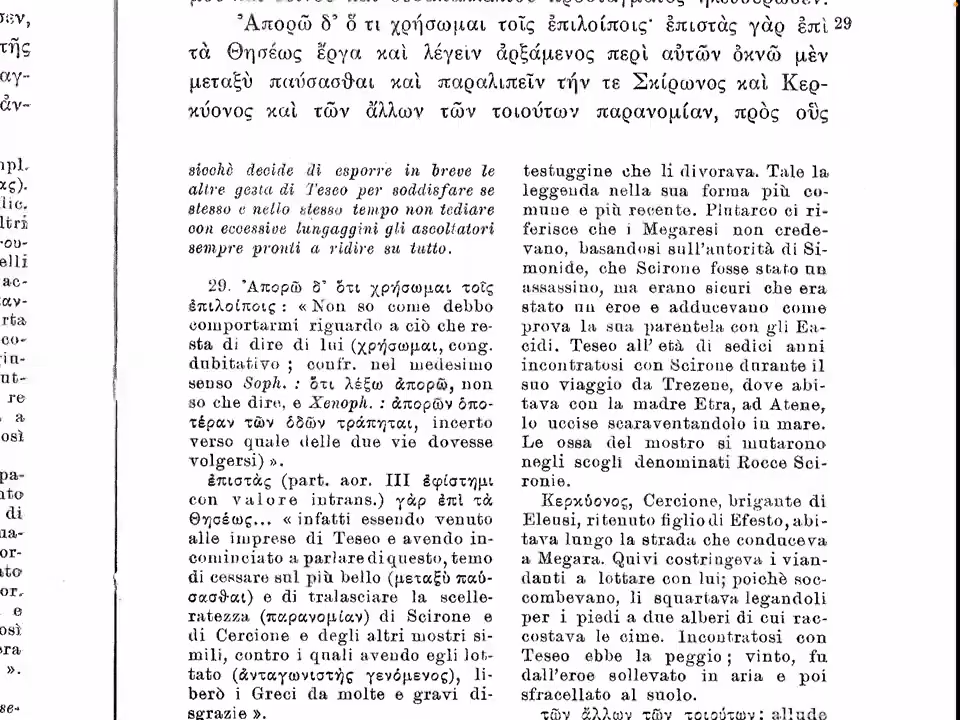 Ἀπορῶ δ' ὅ τι χρήσωμαι τοῖς ἐπιλοίποις· ἐπιστὰς γὰρ ἐπὶ 29
τὰ Θησέως ἔργα καὶ λέγειν ἀρξάμενος περὶ αὐτῶν ὀκνῶ μὲν
μεταξὺ παύσασθαι καὶ παραλιπεῖν τήν τε Σκίρωνος καὶ Κερ-
κύονος καὶ τῶν ἄλλων τῶν τοιούτων παρανομίαν, πρὸς οὓς
sicchè decide di esporre in breve le
altre gesta di Teseo per soddisfare se
stesso e nello stesso tempo non tediare
con eccessive lungaggini gli ascoltatori
sempre pronti a ridire su tutto.
29. Ἀπορῶ δ' ὅτι χρήσωμαι τοῖς
ἐπιλοίποις : « Non so come debbo
comportarmi riguardo a ciò che re-
sta di dire di lui (χρήσωμαι, cong.
dubitativo ; confr. nel medesimo
senso Soph. : ὅτι λέξω ἀπορῶ, non
so che dire, e Xenoph. : ἀπορῶν ὁπο-
τέραν τῶν ὁδῶν τράπηται, incerto
verso quale delle due vie dovesse
volgersi) ».
ἐπιστὰς (part. aor. III ἐφίστημι
con valore intrans.) γὰρ ἐπὶ τὰ
Θησέως... « infatti essendo venuto
alle imprese di Teseo e avendo in-
cominciato a parlare di questo, temo
di cessare sul più bello (μεταξὺ παύ-
σασθαι) e di tralasciare la scelle-
ratezza (παρανομίαν) di Scirone e
di Cercione e degli altri mostri si-
mili, contro i quali avendo egli lot-
tato (ἀνταγωνιστὴς γενόμενος), li-
berò i Greci da molte e gravi di-
sgrazie ».
testuggine che li divorava. Tale la
leggenda nella sua forma più co-
mune e più recente. Plutarco ci ri-
ferisce che i Megaresi non crede-
vano, basandosi sull'autorità di Si-
monide, che Scirone fosse stato un
assassino, ma erano sicuri che era
stato un eroe e adducevano come
prova la sua parentela con gli Ea-
cidi. Teseo all' età di sedici anni
incontratosi con Scirone durante il
suo viaggio da Trezene, dove abi-
tava con la madre Etra, ad Atene,
lo uccise scaraventandolo in mare.
Le ossa del mostro si mutarono
negli scogli denominati Rocce Sci-
ronie.
Κερκύονος, Cercione, brigante di
Eleusi, ritenuto figlio di Efesto, abi-
tava lungo la strada che conduceva
a Megara. Quivi costringeva i vian-
danti a lottare con lui; poichè soc-
combevano, li squartava legandoli
per i piedi a due alberi di cui rac-
costava le cime. Incontratosi con
Teseo ebbe la peggio ; vinto, fu
dall'eroe sollevato in aria e poi
sfracellato al suolo.
τῶν ἄλλων τῶν τοιούτων: allude